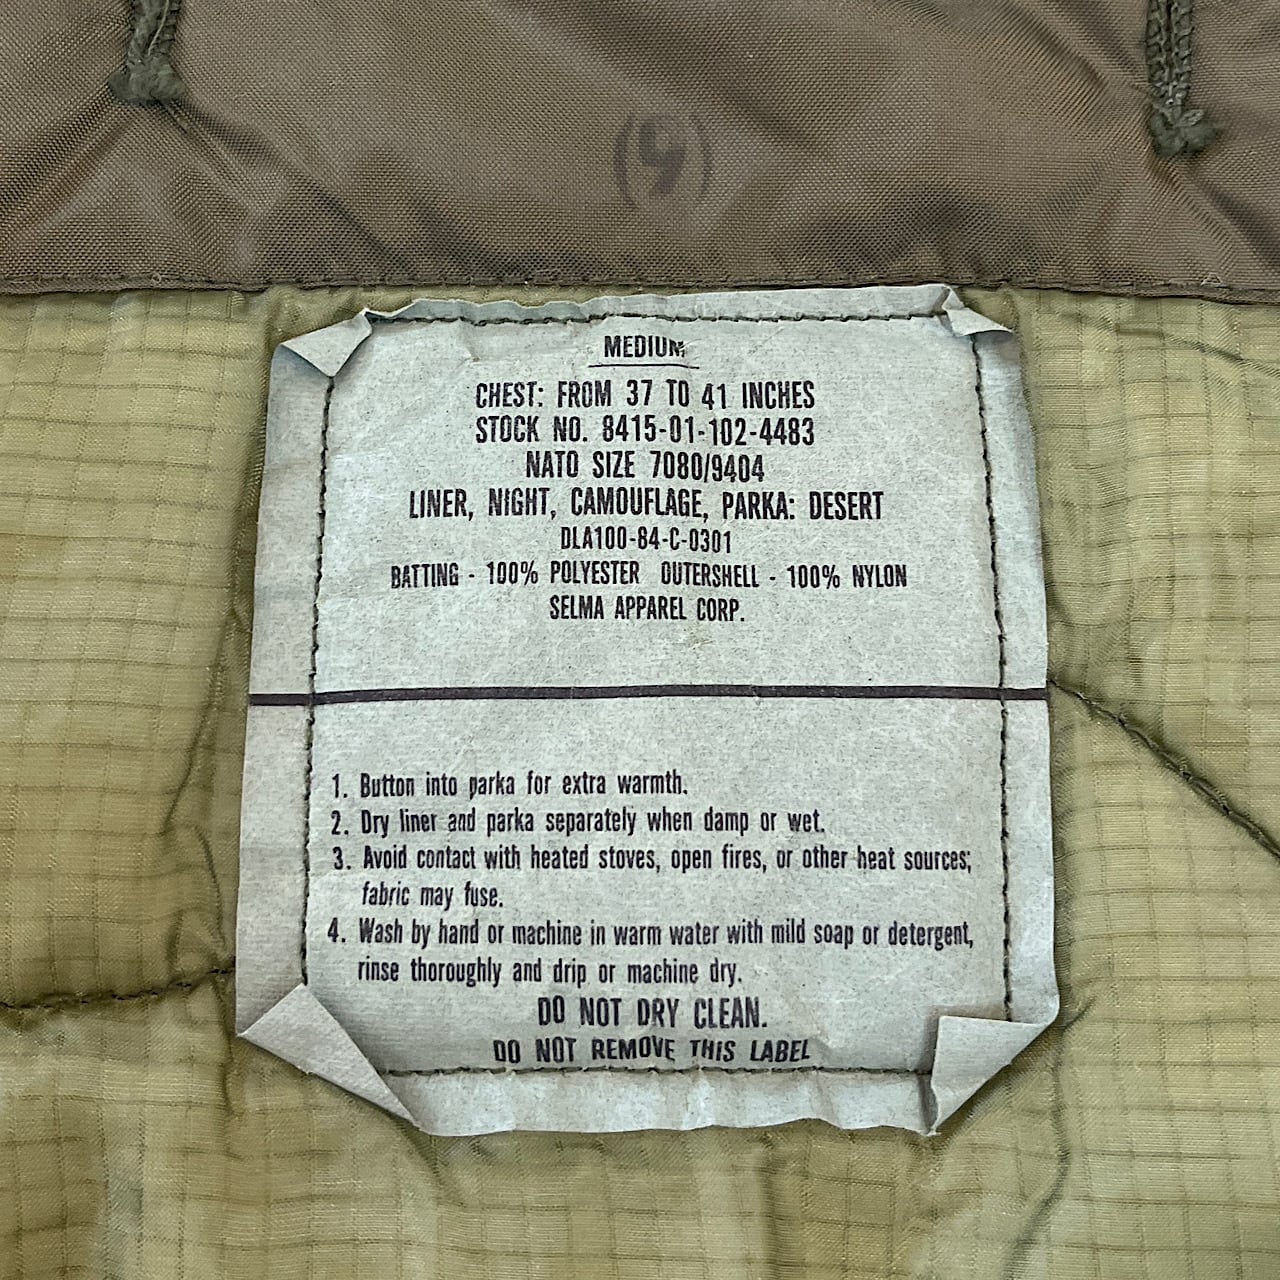 MEDIUM
CHEST: FROM 37 TO 41 INCHES
STOCK NO. 8415-01-102-4483
NATO SIZE 7080/9404
LINER, NIGHT, CAMOUFLAGE, PARKA: DESERT
DLA100-84-C-0301
BATTING - 100% POLYESTER OUTERSHELL - 100% NYLON
SELMA APPAREL CORP.
1. Button into parka for extra warmth.
2. Dry liner and parka separately when damp or wet.
3. Avoid contact with heated stoves, open fires, or other heat sources;
fabric may fuse.
4. Wash by hand or machine in warm water with mild soap or detergent,
rinse thoroughly and drip or machine dry.
DO NOT DRY CLEAN.
DO NOT REMOVE THIS LABEL